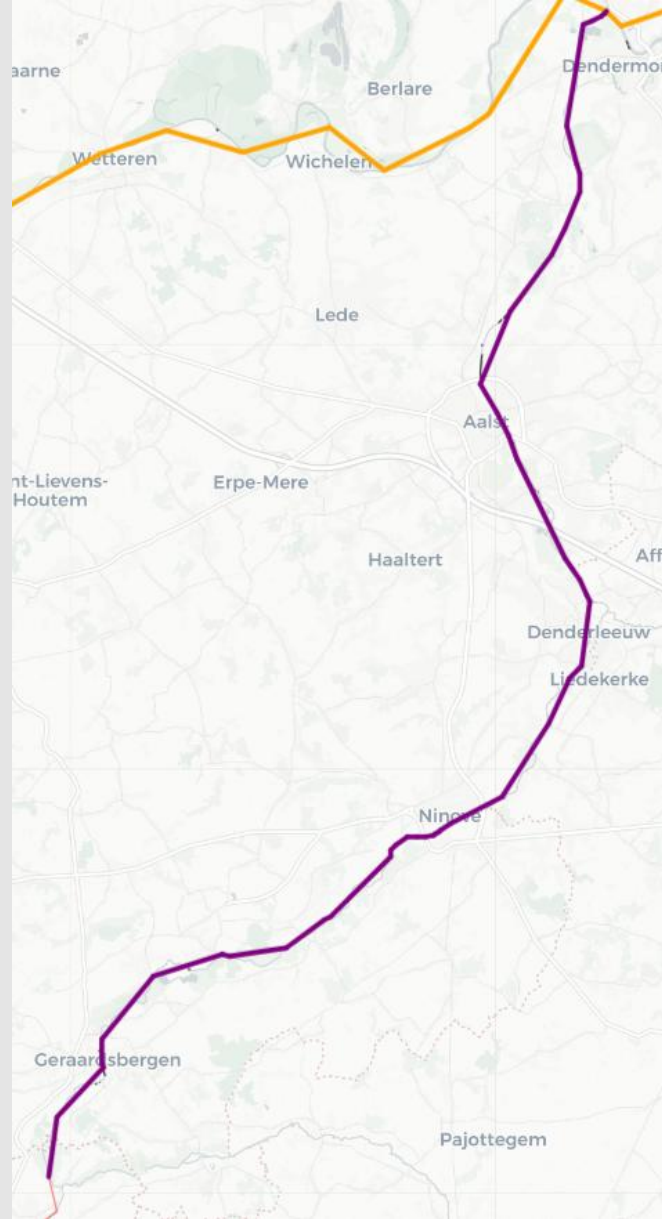 Dendermo
aarne
Berlare
Wetteren
Wichelen
Lede
Aalst
nt-Lievens-
Houtem
Erpe-Mere
Haaltert
Aff
Denderleeuw
Liedekerke
Ninove
Geraardsbergen
Pajottegem